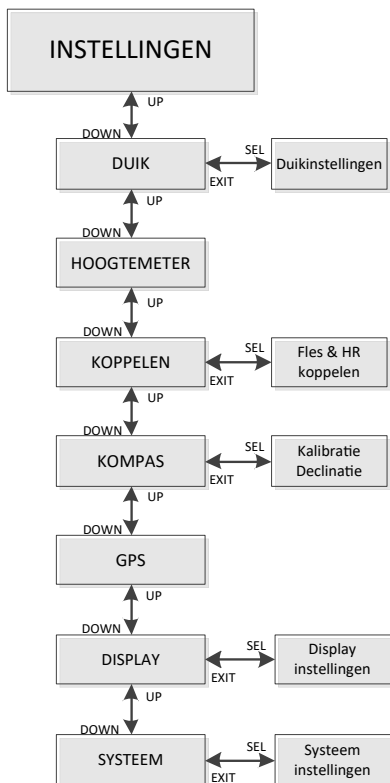 INSTELLINGEN
UP
DOWN
DUIK
SEL
EXIT
Duikinstellingen
UP
DOWN
HOOGTEMETER
UP
DOWN
KOPPELEN
SEL
EXIT
Fles & HR
koppelen
UP
DOWN
KOMPAS
SEL
EXIT
Kalibratie
Declinatie
UP
DOWN
GPS
UP
DOWN
DISPLAY
SEL
EXIT
Display
instellingen
UP
DOWN
SYSTEEM
SEL
EXIT
Systeem
instellingen